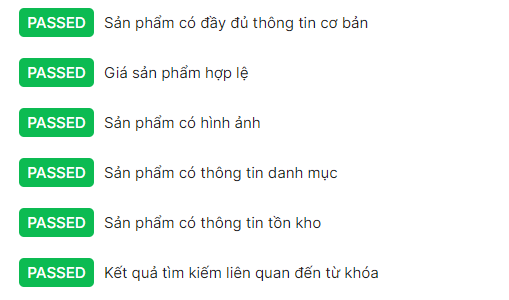 PASSED Sản phẩm có đầy đủ thông tin cơ bản
PASSED Giá sản phẩm hợp lệ
PASSED Sản phẩm có hình ảnh
PASSED Sản phẩm có thông tin danh mục
PASSED Sản phẩm có thông tin tồn kho
PASSED Kết quả tìm kiếm liên quan đến từ khóa